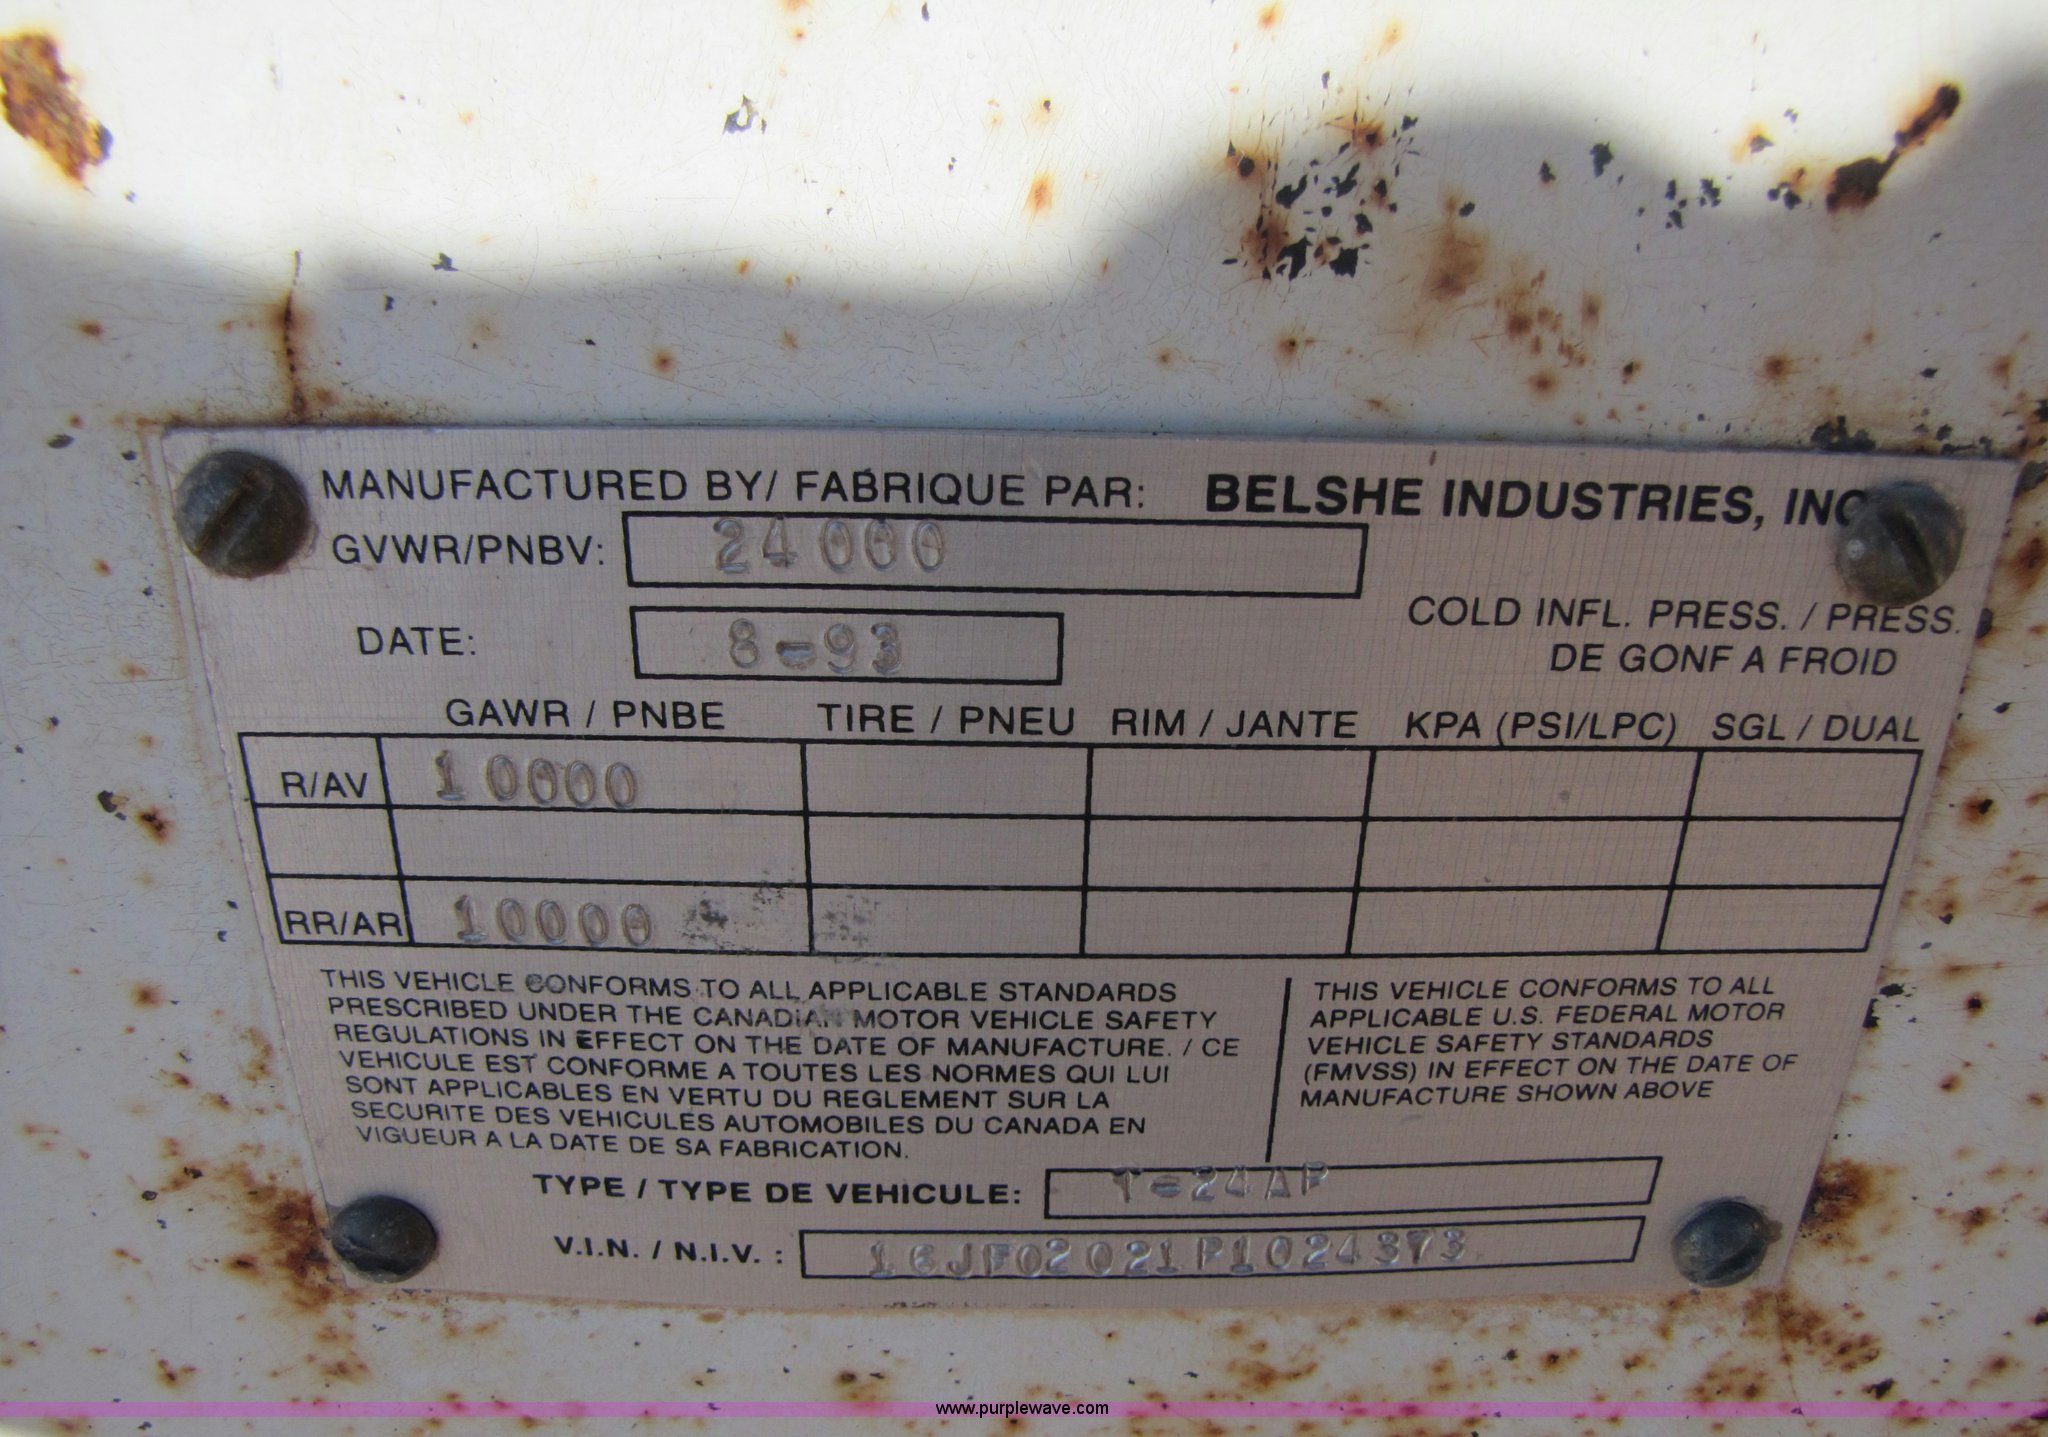 MANUFACTURED BY/ FABRIQUE PAR: BELSHE INDUSTRIES, INC
GVWR/PNBV: 24000
DATE: 8-93
COLD INFL. PRESS. / PRESS.
DE GONF A FROID
GAWR / PNBE TIRE / PNEU RIM / JANTE KPA (PSI/LPC) SGL / DUAL
R/AV 10000
RR/AR 10000
THIS VEHICLE CONFORMS TO ALL APPLICABLE STANDARDS
PRESCRIBED UNDER THE CANADIAN MOTOR VEHICLE SAFETY
REGULATIONS IN EFFECT ON THE DATE OF MANUFACTURE. / CE
VEHICULE EST CONFORME A TOUTES LES NORMES QUI LUI
SONT APPLICABLES EN VERTU DU REGLEMENT SUR LA
SECURITE DES VEHICULES AUTOMOBILES DU CANADA EN
VIGUEUR A LA DATE DE SA FABRICATION.
THIS VEHICLE CONFORMS TO ALL
APPLICABLE U.S. FEDERAL MOTOR
VEHICLE SAFETY STANDARDS
(FMVSS) IN EFFECT ON THE DATE OF
MANUFACTURE SHOWN ABOVE
TYPE / TYPE DE VEHICULE: T-24AP
V.I.N. / N.I.V. : 16JF02021P1024373
www.purplewave.com